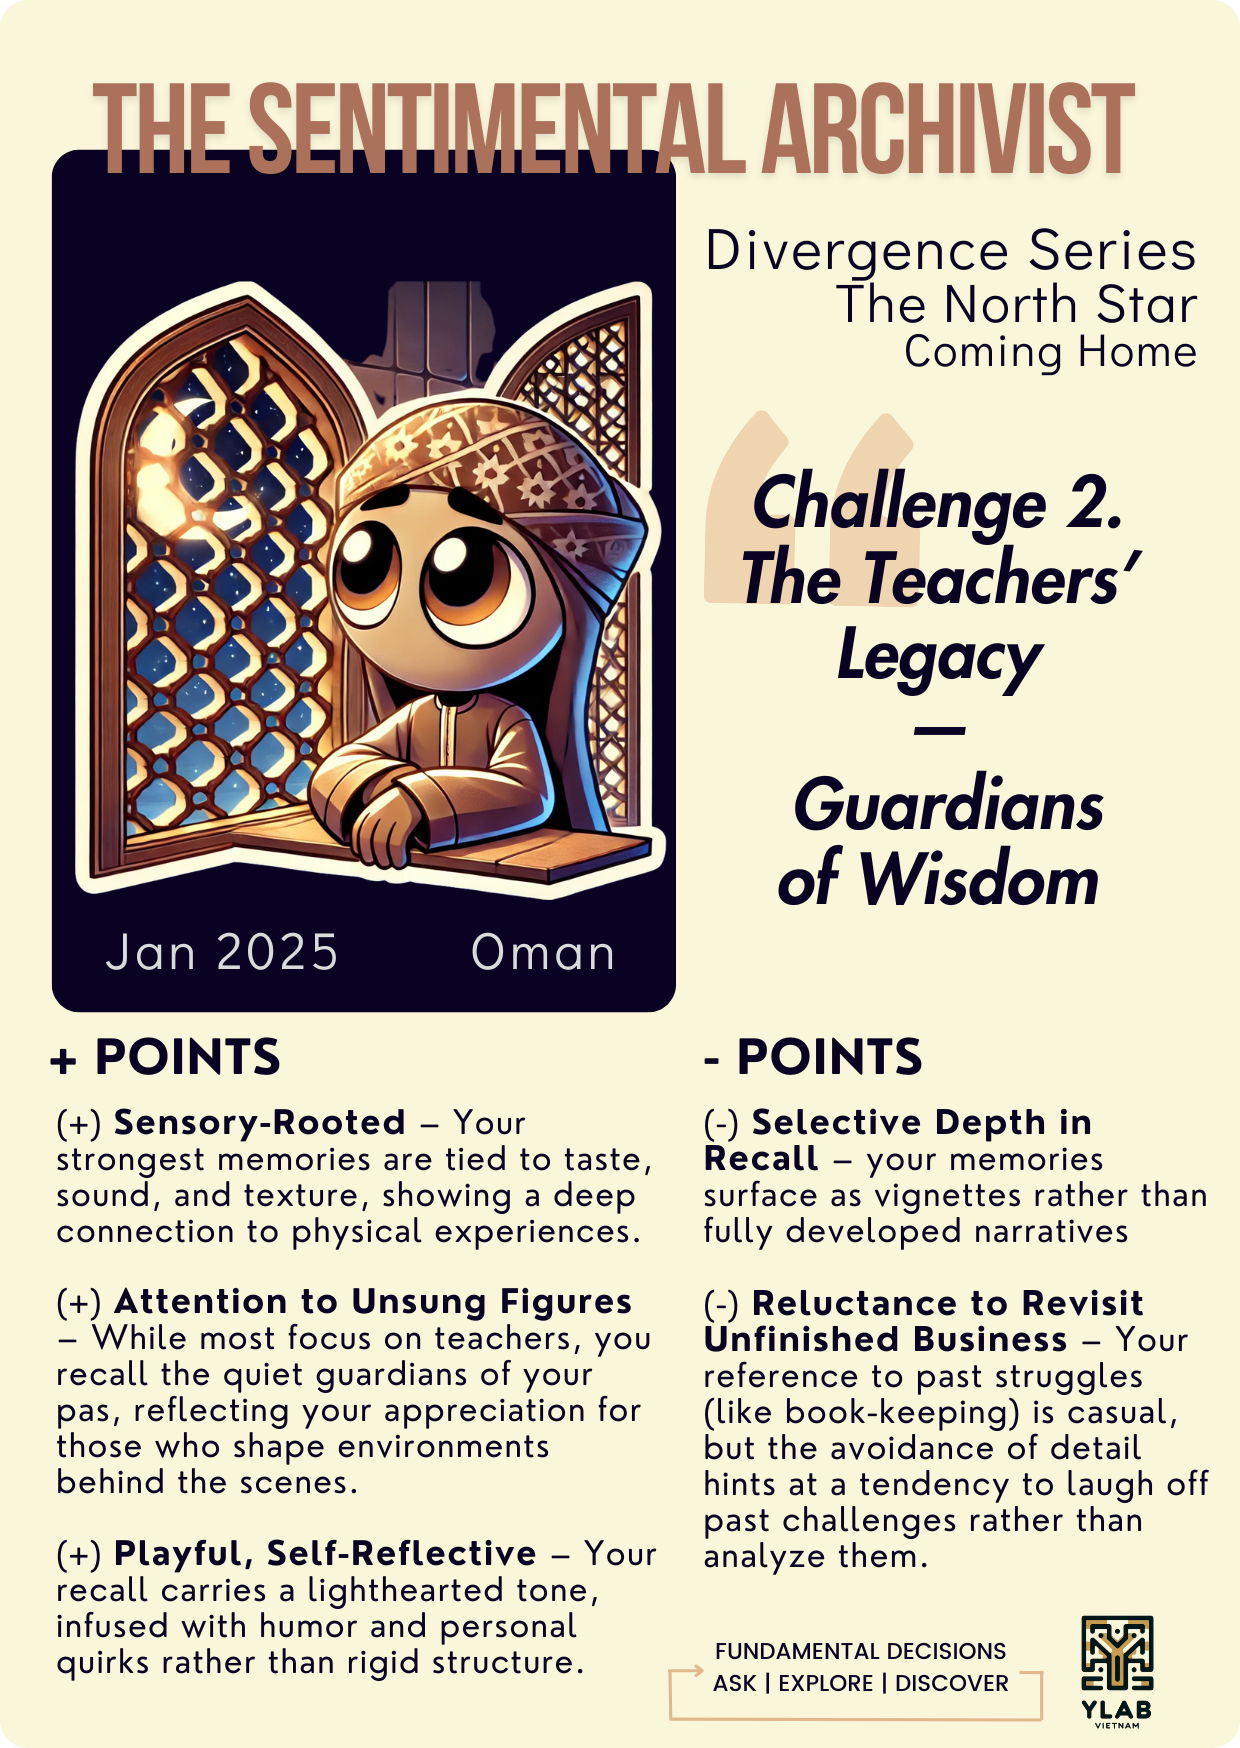 THE SENTIMENTAL ARCHIVIST
Divergence Series
The North Star
Coming Home
Challenge 2.
The Teachers’
Legacy
—
Guardians
of Wisdom
Jan 2025 Oman
+ POINTS
(+) Sensory-Rooted – Your
strongest memories are tied to taste,
sound, and texture, showing a deep
connection to physical experiences.
(+) Attention to Unsung Figures
– While most focus on teachers, you
recall the quiet guardians of your
pas, reflecting your appreciation for
those who shape environments
behind the scenes.
(+) Playful, Self-Reflective – Your
recall carries a lighthearted tone,
infused with humor and personal
quirks rather than rigid structure.
- POINTS
(-) Selective Depth in
Recall – your memories
surface as vignettes rather than
fully developed narratives
(-) Reluctance to Revisit
Unfinished Business – Your
reference to past struggles
(like book-keeping) is casual,
but the avoidance of detail
hints at a tendency to laugh off
past challenges rather than
analyze them.
FUNDAMENTAL DECISIONS
ASK | EXPLORE | DISCOVER
YLAB
VIETNAM